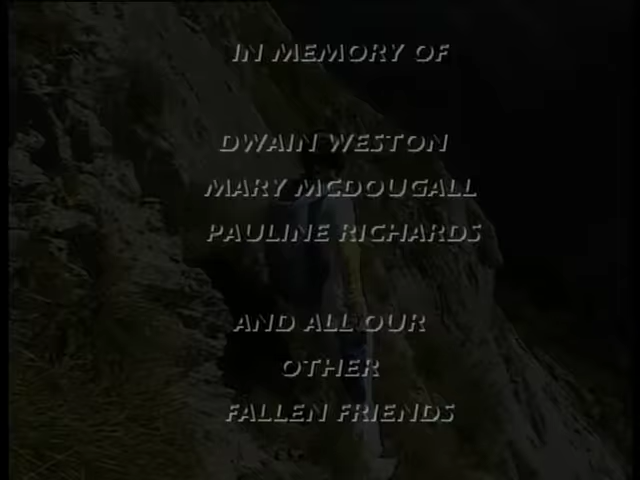 IN MEMORY OF
DWAIN WESTON
MARY MCDOUGALL
PAULINE RICHARDS
AND ALL OUR
OTHER
FALLEN FRIENDS